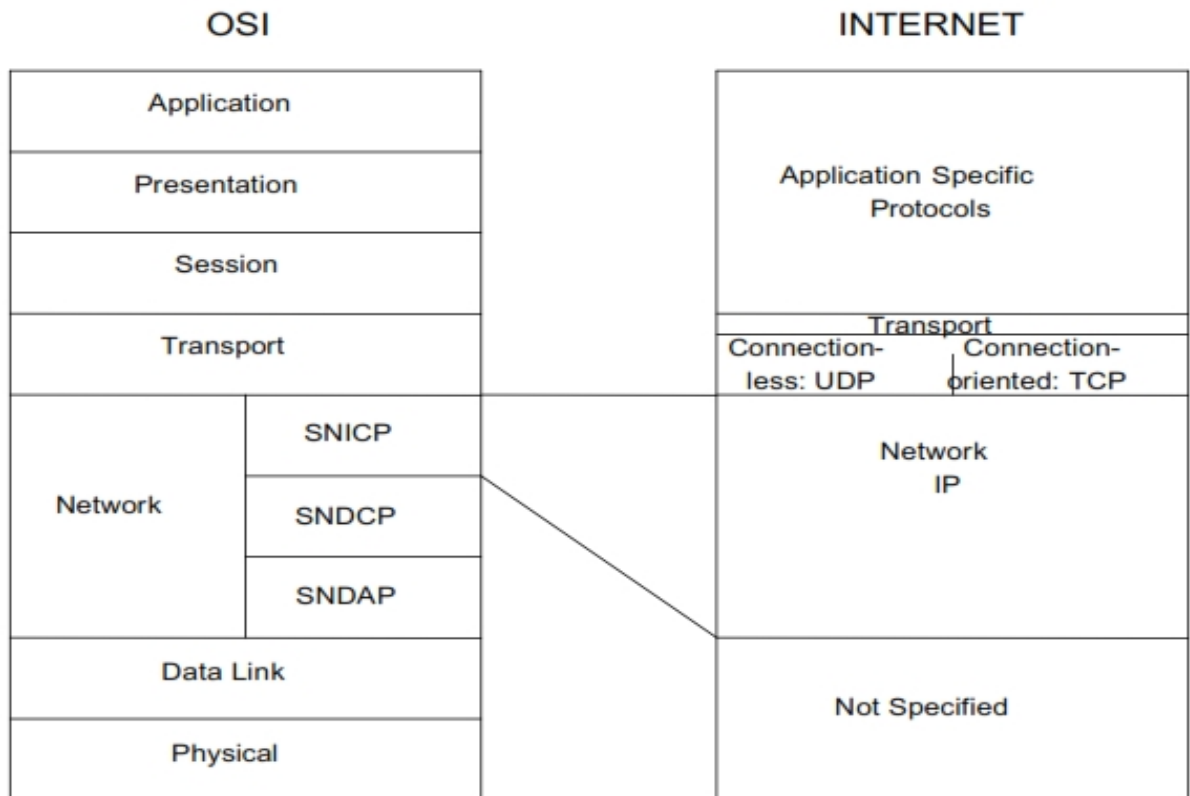 OSI
INTERNET
Application
Presentation
Session
Transport
Network
SNICP
SNDCP
SNDAP
Data Link
Physical
Application Specific
Protocols
Transport
Connection-
less: UDP
Connection-
oriented: TCP
Network
IP
Not Specified